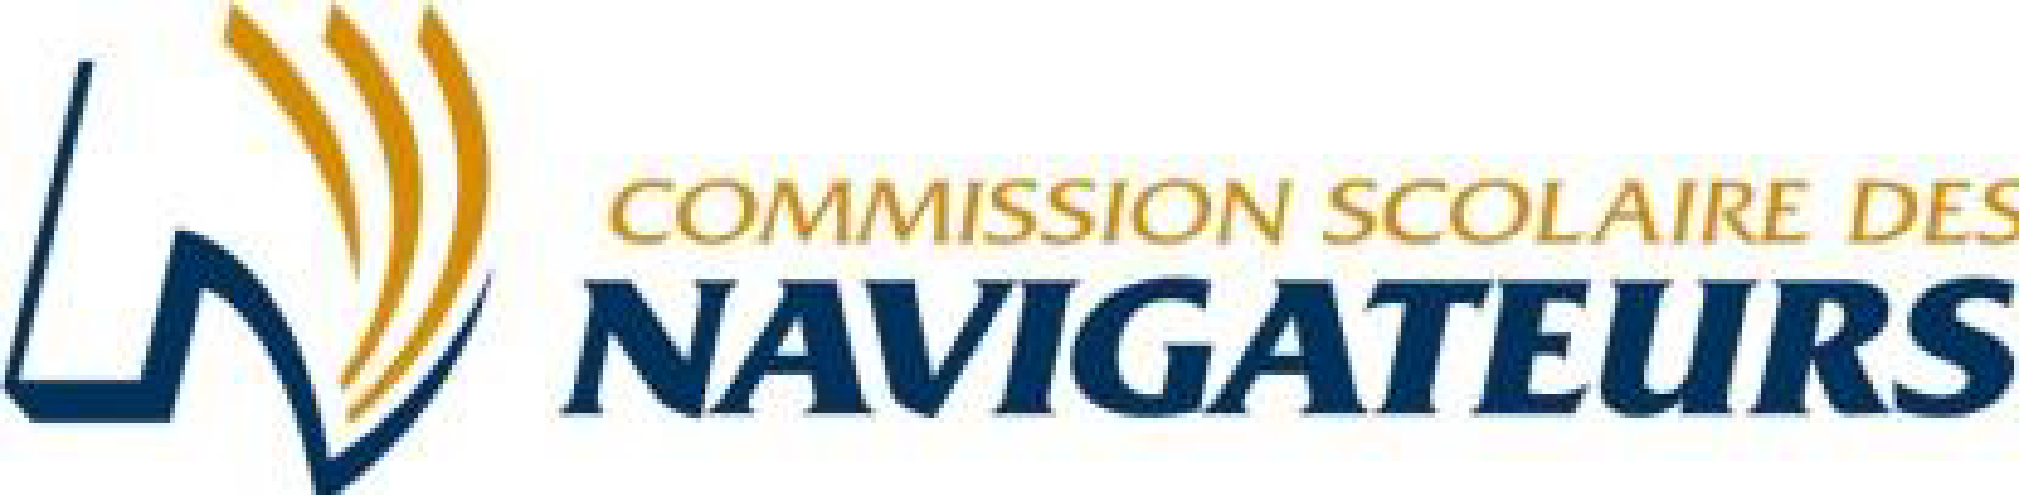 COMMISSION SCOLAIRE DES
NAVIGATEURS